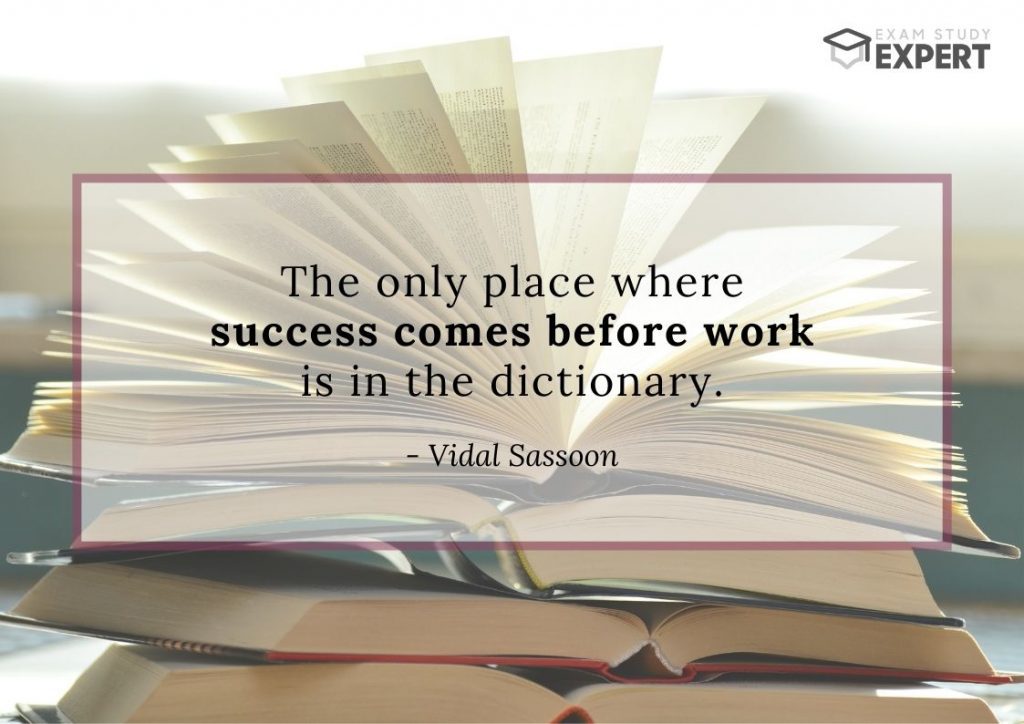 EXAM STUDY
EXPERT
The only place where
success comes before work
is in the dictionary.
- Vidal Sassoon